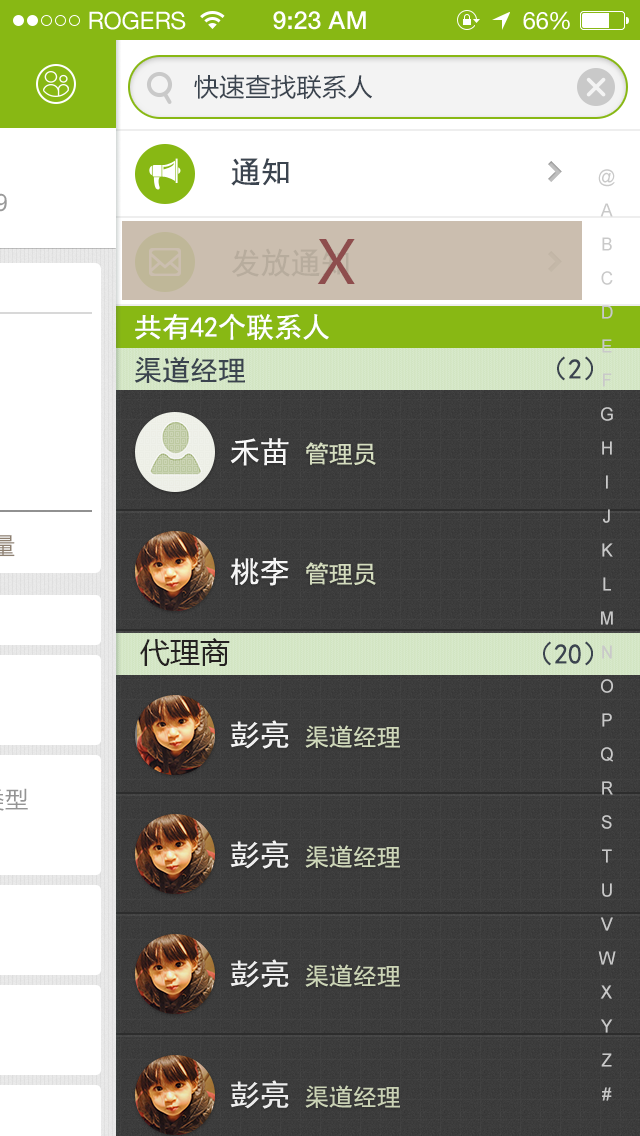 ROGERS 9:23 AM 66%
快速查找联系人
通知
9
发放通知
X
共有42个联系人
渠道经理 (2)
禾苗 管理员
量
桃李 管理员
代理商 (20)
彭亮 渠道经理
类型
彭亮 渠道经理
彭亮 渠道经理
彭亮 渠道经理
@
A
B
C
D
E
F
G
H
I
J
K
L
M
N
O
P
Q
R
S
T
U
V
W
X
Y
Z
#